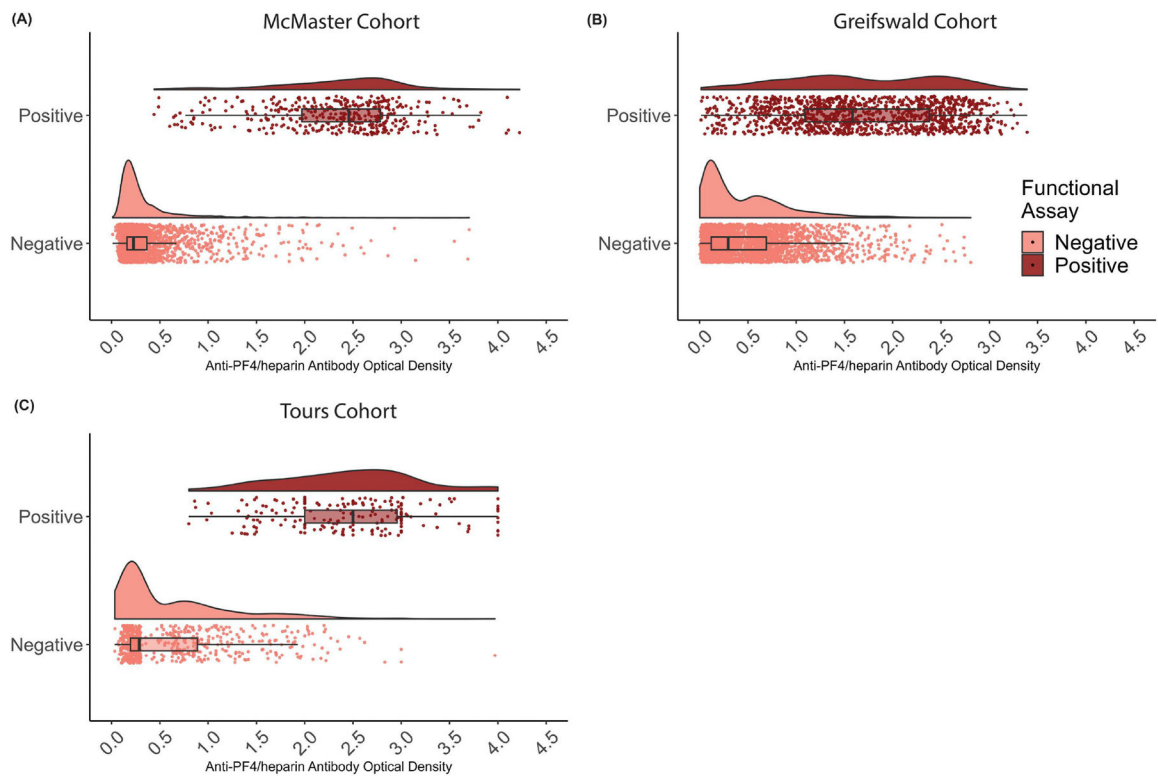 (A)
McMaster Cohort
Positive
Negative
0.0 0.5 1.0 1.5 2.0 2.5 3.0 3.5 4.0 4.5
Anti-PF4/heparin Antibody Optical Density
(B)
Greifswald Cohort
Positive
Negative
Functional
Assay
Negative
Positive
0.0 0.5 1.0 1.5 2.0 2.5 3.0 3.5 4.0 4.5
Anti-PF4/heparin Antibody Optical Density
(C)
Tours Cohort
Positive
Negative
0.0 0.5 1.0 1.5 2.0 2.5 3.0 3.5 4.0 4.5
Anti-PF4/heparin Antibody Optical Density